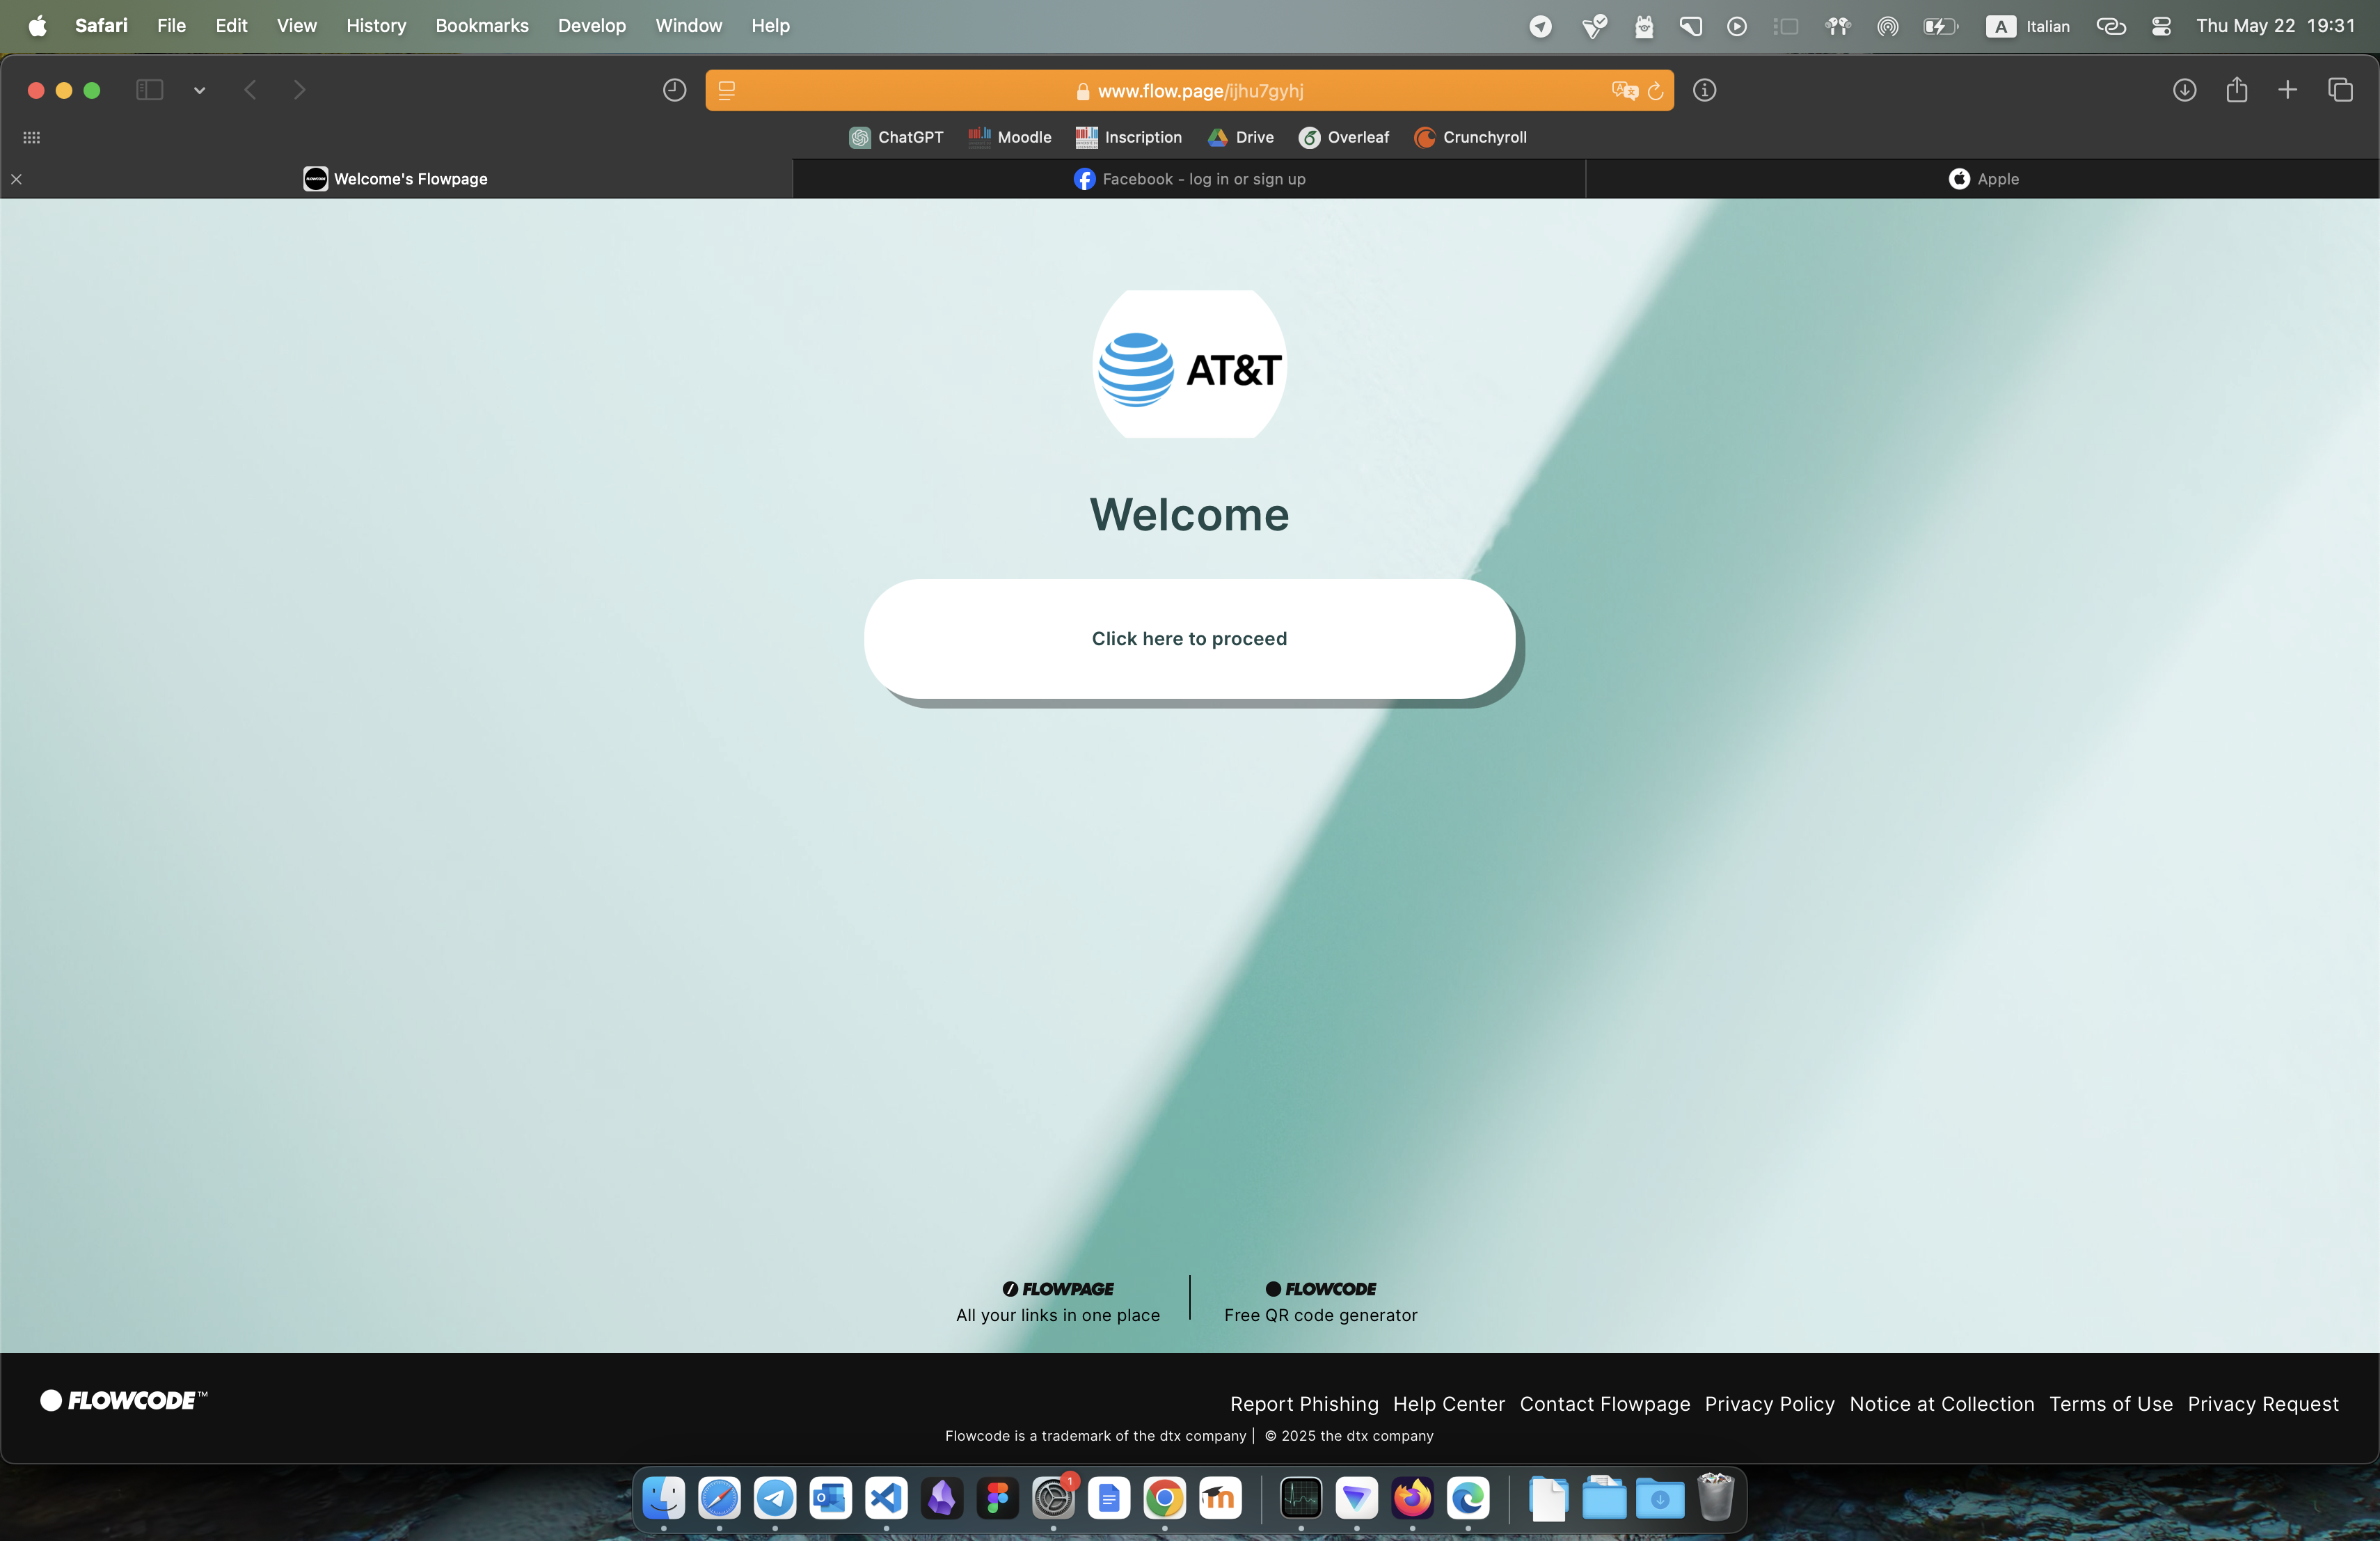 Safari File Edit View History Bookmarks Develop Window Help A Italian Thu May 22 19:31
www.flow.page/ijhu7gyhj
ChatGPT Moodle Inscription Drive Overleaf Crunchyroll
Welcome's Flowpage Facebook - log in or sign up Apple
AT&T
Welcome
Click here to proceed
FLOWPAGE FLOWCODE
All your links in one place Free QR code generator
FLOWCODE™ Report Phishing Help Center Contact Flowpage Privacy Policy Notice at Collection Terms of Use Privacy Request
Flowcode is a trademark of the dtx company | © 2025 the dtx company
1